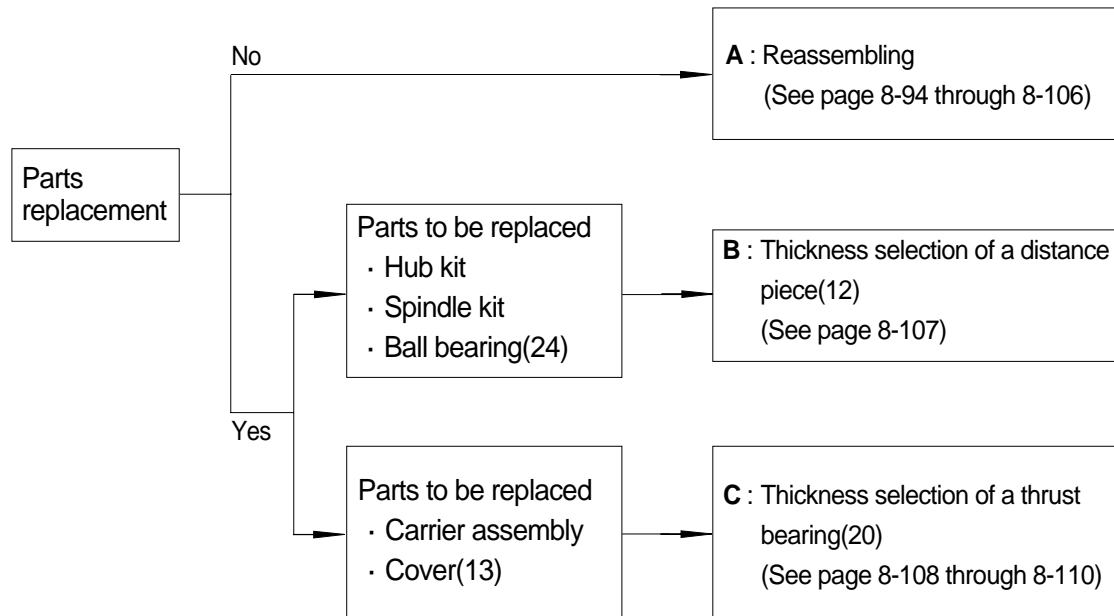 Parts
replacement
No
A : Reassembling
(See page 8-94 through 8-106)
Yes
Parts to be replaced
· Hub kit
· Spindle kit
· Ball bearing(24)
B : Thickness selection of a distance
piece(12)
(See page 8-107)
Parts to be replaced
· Carrier assembly
· Cover(13)
C : Thickness selection of a thrust
bearing(20)
(See page 8-108 through 8-110)